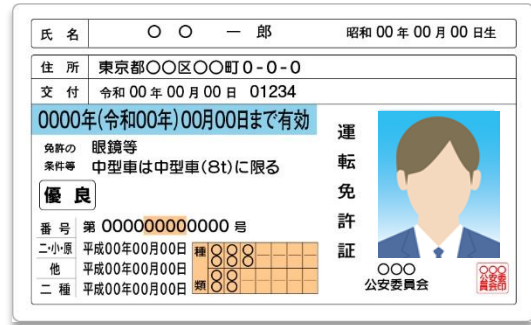 氏 名 ○ ○ 一 郎 昭和 00 年 00 月 00 日生
住 所 東京都○○区○○町 0-0-0
交 付 令和 00 年 00 月 00 日 01234
0000年(令和00年)00月00日まで有効
免許の 眼鏡等
条件等 中型車は中型車(8t)に限る
優 良
番 号 第 000000000000 号
二・小・原 平成00年00月00日
他 平成00年00月00日
二 種 平成00年00月00日
種類 ○○○ ○○○ ○○
運転免許証
○○○
公安委員会
○○○公安委員会印